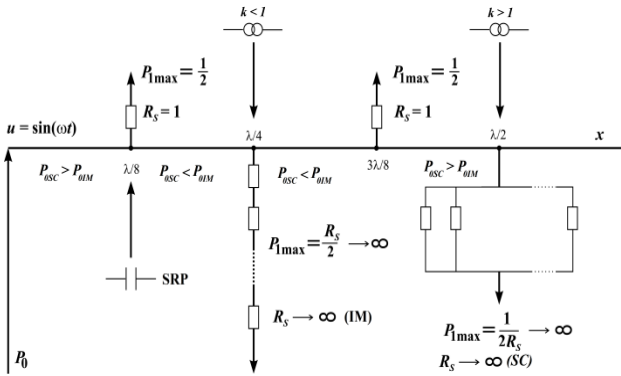 k < 1
k > 1
P1max = 1/2
P1max = 1/2
Rs = 1
Rs = 1
u = sin(ωt)
λ/4
λ/2
x
P0SC > P0IM
λ/8
P0SC < P0IM
P0SC < P0IM
3λ/8
P0SC > P0IM
P1max = Rs/2 → ∞
SRP
Rs → ∞ (IM)
P1max = 1/2Rs → ∞
Rs → ∞ (SC)
P0